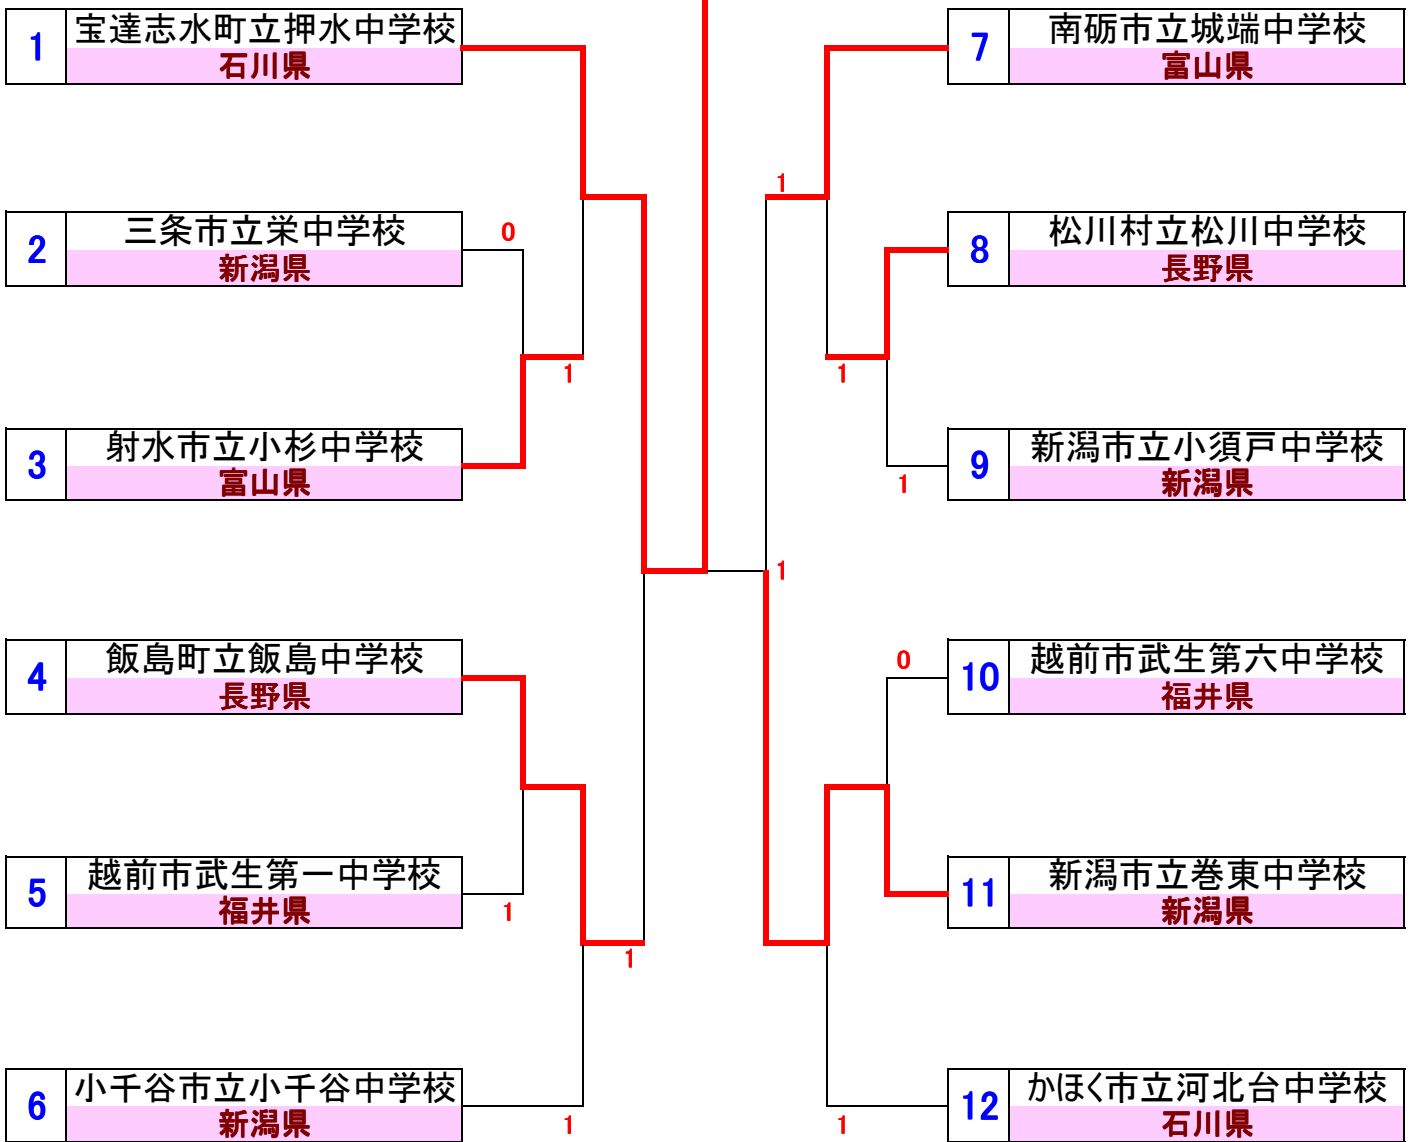 1
宝達志水町立押水中学校
石川県
2
三条市立栄中学校
新潟県
0
1
3
射水市立小杉中学校
富山県
4
飯島町立飯島中学校
長野県
5
越前市武生第一中学校
福井県
1
1
6
小千谷市立小千谷中学校
新潟県
1
7
南砺市立城端中学校
富山県
1
8
松川村立松川中学校
長野県
1
9
新潟市立小須戸中学校
新潟県
1
1
10
越前市武生第六中学校
福井県
0
11
新潟市立巻東中学校
新潟県
12
かほく市立河北台中学校
石川県
1